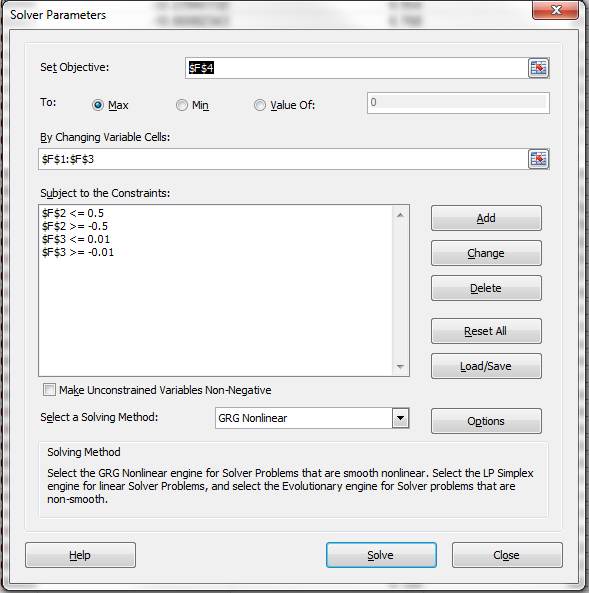 Solver Parameters
Set Objective:
$F$4
To:
Max
Min
Value Of:
0
By Changing Variable Cells:
$F$1:$F$3
Subject to the Constraints:
$F$2 <= 0.5
$F$2 >= -0.5
$F$3 <= 0.01
$F$3 >= -0.01
Add
Change
Delete
Reset All
Load/Save
Make Unconstrained Variables Non-Negative
Select a Solving Method:
GRG Nonlinear
Options
Solving Method
Select the GRG Nonlinear engine for Solver Problems that are smooth nonlinear. Select the LP Simplex
engine for linear Solver Problems, and select the Evolutionary engine for Solver problems that are
non-smooth.
Help
Solve
Close